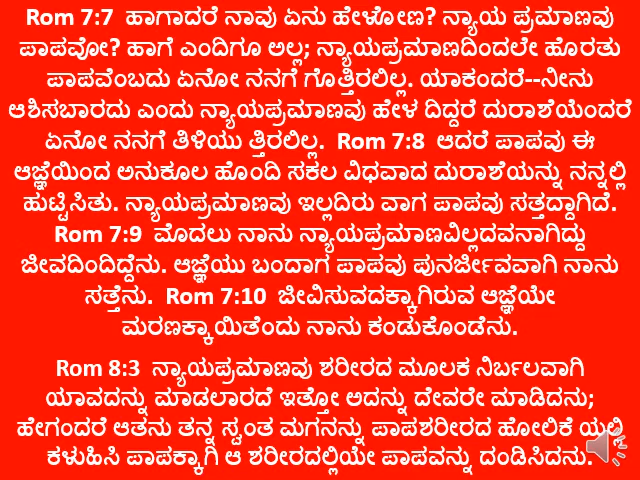 Rom 7:7 ಹಾಗಾದರೆ ನಾವು ಏನು ಹೇಳೋಣ? ನ್ಯಾಯ ಪ್ರಮಾಣವು
ಪಾಪವೋ? ಹಾಗೆ ಎಂದಿಗೂ ಅಲ್ಲ; ನ್ಯಾಯಪ್ರಮಾಣದಿಂದಲೇ ಹೊರತು
ಪಾಪವೆಂಬದು ಏನೋ ನನಗೆ ಗೊತ್ತಿರಲಿಲ್ಲ. ಯಾಕಂದರೆ--ನೀನು
ಆಶಿಸಬಾರದು ಎಂದು ನ್ಯಾಯಪ್ರಮಾಣವು ಹೇಳ ದಿದ್ದರೆ ದುರಾಶೆಯೆಂದರೆ
ಏನೋ ನನಗೆ ತಿಳಿಯು ತ್ತಿರಲಿಲ್ಲ. Rom 7:8 ಆದರೆ ಪಾಪವು ಈ
ಆಜ್ಞೆಯಿಂದ ಅನುಕೂಲ ಹೊಂದಿ ಸಕಲ ವಿಧವಾದ ದುರಾಶೆಯನ್ನು ನನ್ನಲ್ಲಿ
ಹುಟ್ಟಿಸಿತು. ನ್ಯಾಯಪ್ರಮಾಣವು ಇಲ್ಲದಿರು ವಾಗ ಪಾಪವು ಸತ್ತದ್ದಾಗಿದೆ.
Rom 7:9 ಮೊದಲು ನಾನು ನ್ಯಾಯಪ್ರಮಾಣವಿಲ್ಲದವನಾಗಿದ್ದು
ಜೀವದಿಂದಿದ್ದೆನು. ಆಜ್ಞೆಯು ಬಂದಾಗ ಪಾಪವು ಪುನರ್ಜೀವವಾಗಿ ನಾನು
ಸತ್ತೆನು. Rom 7:10 ಜೀವಿಸುವದಕ್ಕಾಗಿರುವ ಆಜ್ಞೆಯೇ
ಮರಣಕ್ಕಾಯಿತೆಂದು ನಾನು ಕಂಡುಕೊಂಡೆನು.
Rom 8:3 ನ್ಯಾಯಪ್ರಮಾಣವು ಶರೀರದ ಮೂಲಕ ನಿರ್ಬಲವಾಗಿ
ಯಾವದನ್ನು ಮಾಡಲಾರದೆ ಇತ್ತೋ ಅದನ್ನು ದೇವರೇ ಮಾಡಿದನು;
ಹೇಗಂದರೆ ಆತನು ತನ್ನ ಸ್ವಂತ ಮಗನನ್ನು ಪಾಪಶರೀರದ ಹೋಲಿಕೆ ಯಲ್ಲಿ
ಕಳುಹಿಸಿ ಪಾಪಕ್ಕಾಗಿ ಆ ಶರೀರದಲ್ಲಿಯೇ ಪಾಪವನ್ನು ದಂಡಿಸಿದನು.